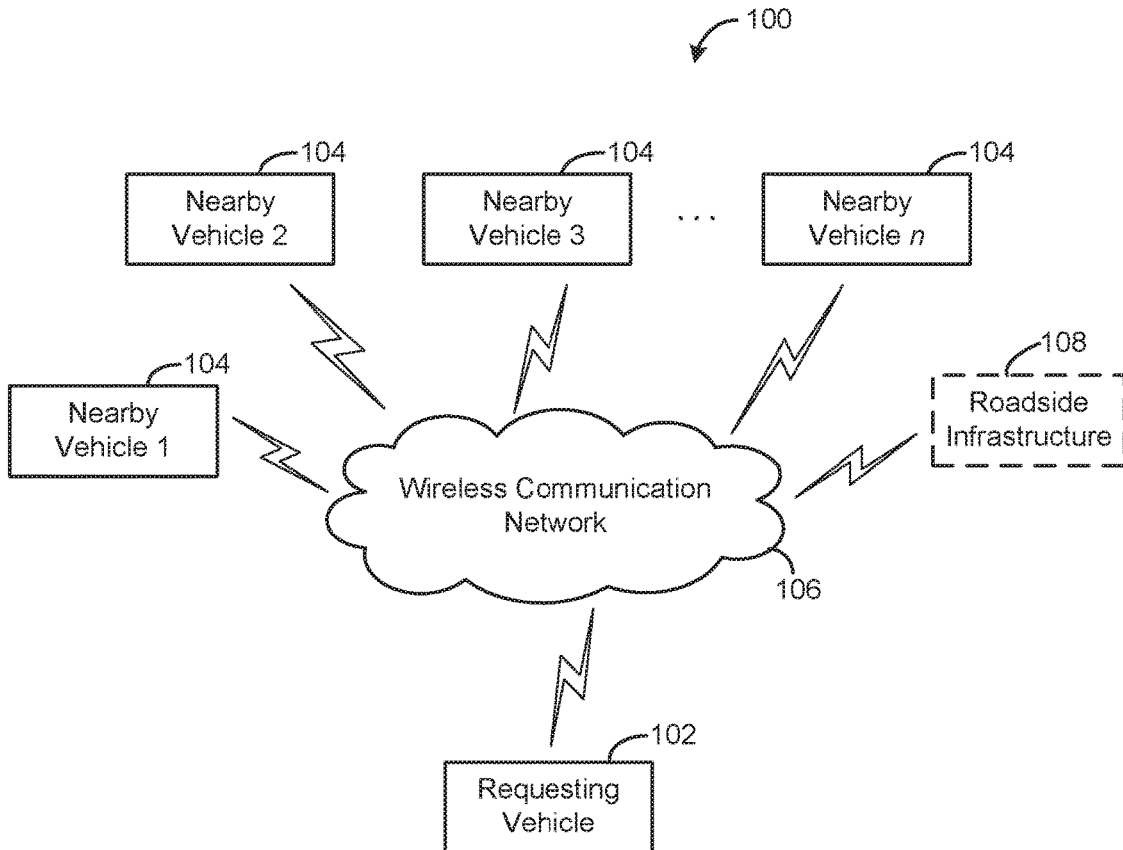 100
104
104
104
Nearby
Vehicle 2
Nearby
Vehicle 3
...
Nearby
Vehicle n
104
Nearby
Vehicle 1
108
Roadside
Infrastructure
Wireless Communication
Network
106
102
Requesting
Vehicle